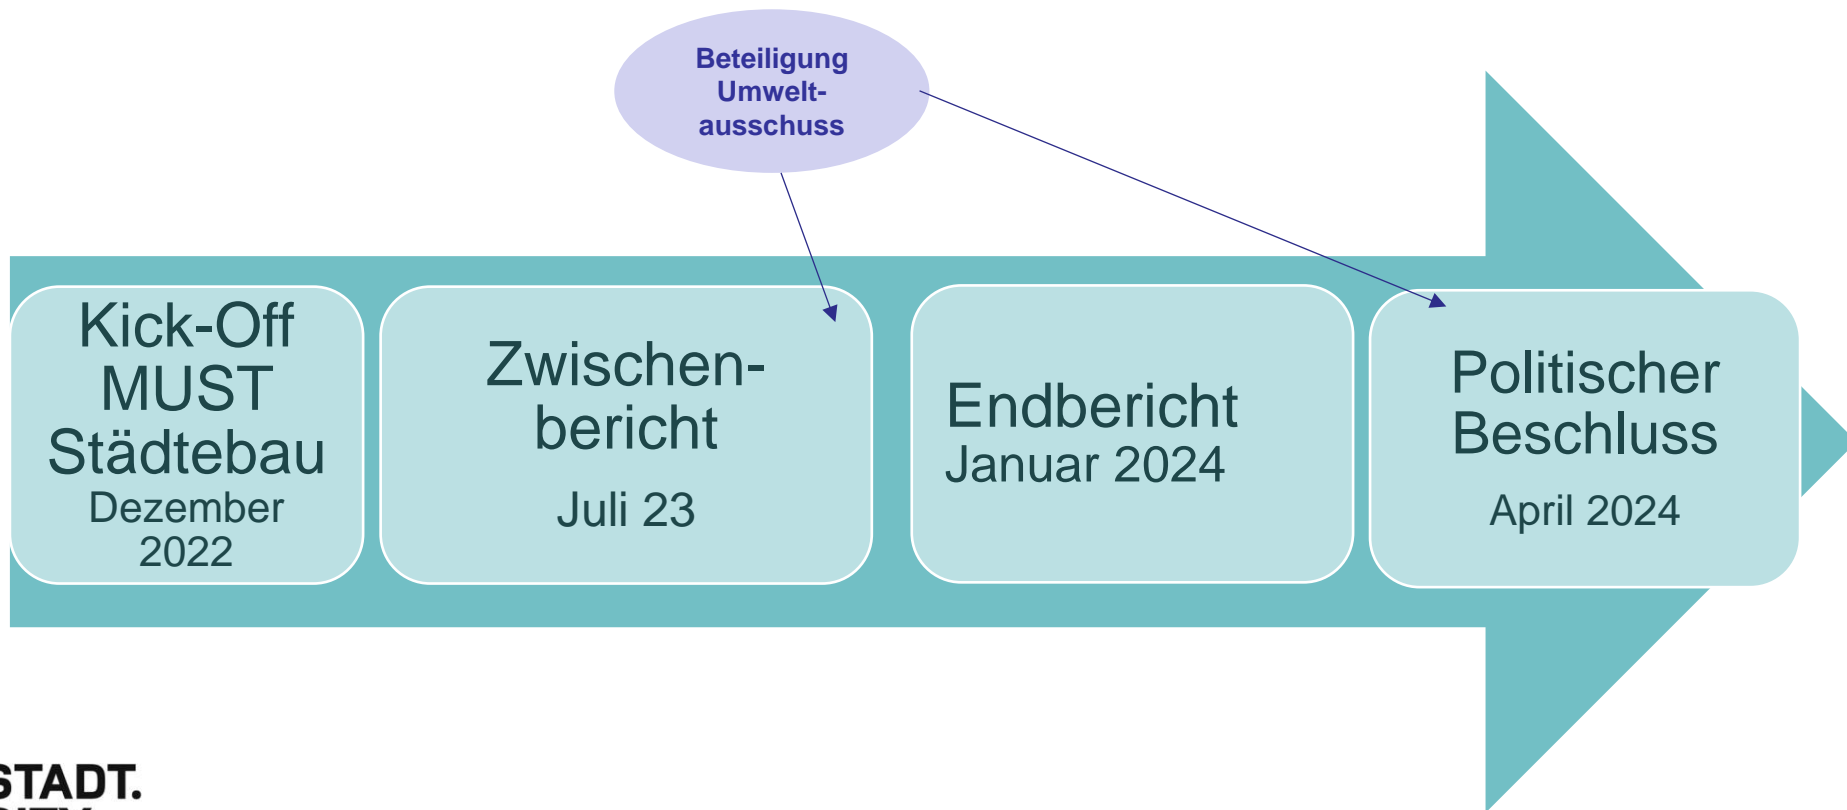 Beteiligung
Umwelt-
ausschuss
Kick-Off
MUST
Städtebau
Dezember
2022
Zwischen-
bericht
Juli 23
Endbericht
Januar 2024
Politischer
Beschluss
April 2024
STADT.